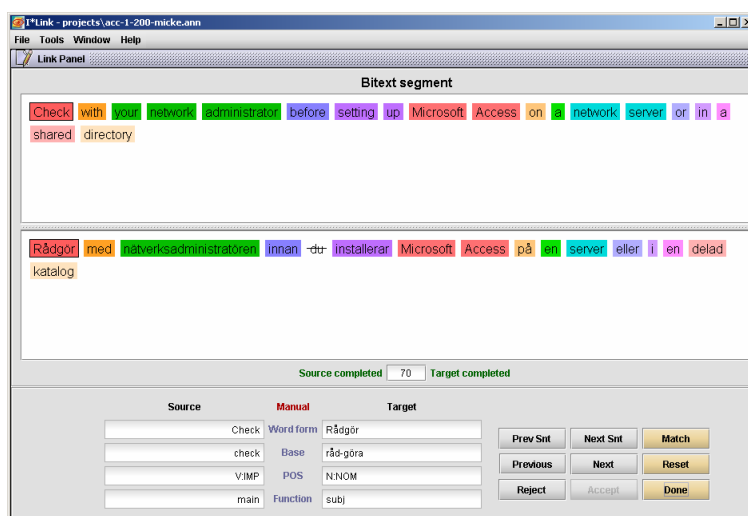 I*Link - projects\acc-1-200-micke.ann
File Tools Window Help
Link Panel
Bitext segment
Check with your network administrator before setting up Microsoft Access on a network server or in a
shared directory
Rådgör med nätverksadministratören innan du installerar Microsoft Access på en server eller i en delad
katalog
Source completed 70 Target completed
Source Manual Target
Check Word form Rådgör
check Base råd-göra
V:IMP POS N:NOM
main Function subj
Prev Snt Next Snt Match
Previous Next Reset
Reject Accept Done